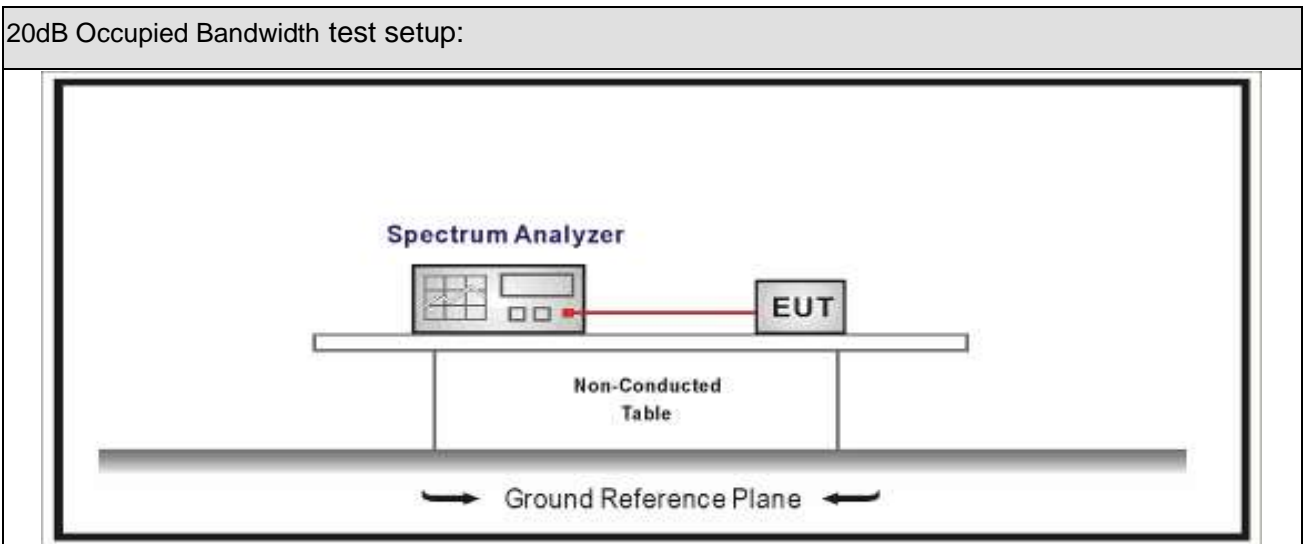 20dB Occupied Bandwidth test setup:
Spectrum Analyzer
EUT
Non-Conducted
Table
Ground Reference Plane